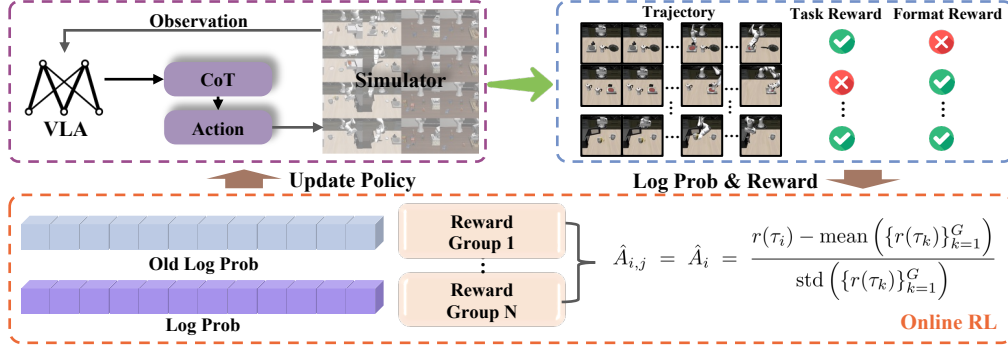 Observation
CoT
Action
VLA
Simulator
Trajectory
Task Reward
Format Reward
Update Policy
Log Prob & Reward
Old Log Prob
Log Prob
Reward
Group 1
Reward
Group N
Â_{i,j} = Â_i = \frac{r(τ_i) − mean({r(τ_k)}_{k=1}^{G})}{std({r(τ_k)}_{k=1}^{G})}
Online RL